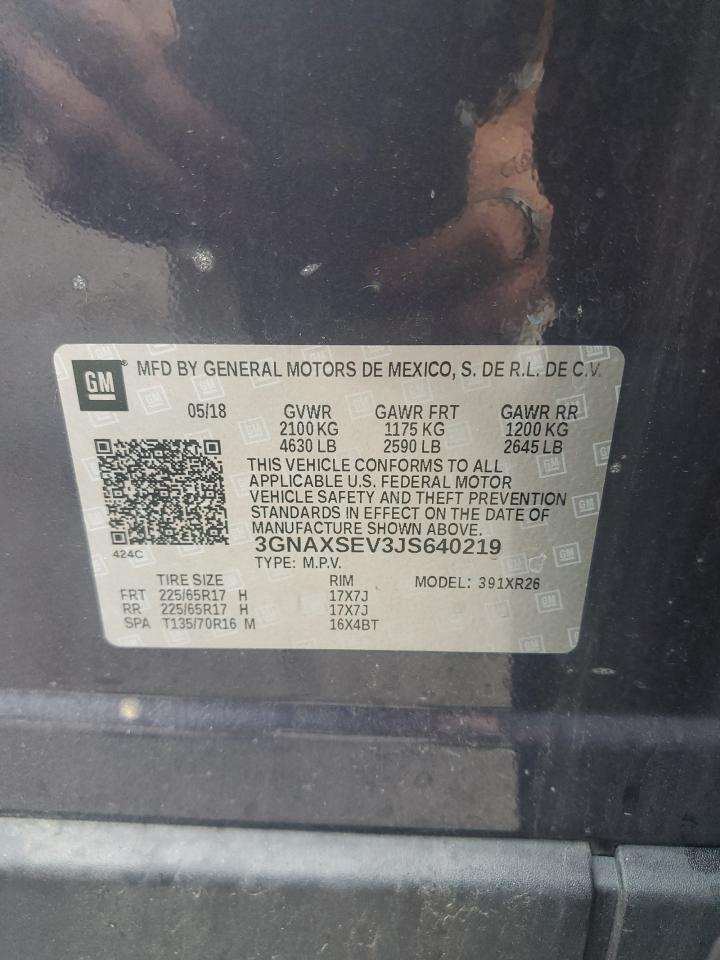 GM® MFD BY GENERAL MOTORS DE MEXICO, S. DE R.L. DE C.V.
05/18 GVWR GAWR FRT GAWR RR
2100 KG 1175 KG 1200 KG
4630 LB 2590 LB 2645 LB
THIS VEHICLE CONFORMS TO ALL
APPLICABLE U.S. FEDERAL MOTOR
VEHICLE SAFETY AND THEFT PREVENTION
STANDARDS IN EFFECT ON THE DATE OF
MANUFACTURE SHOWN ABOVE.
424C 3GNAXSEV3JS640219
TYPE: M.P.V.
TIRE SIZE RIM MODEL: 391XR26
FRT 225/65R17 H 17X7J
RR 225/65R17 H 17X7J
SPA T135/70R16 M 16X4BT